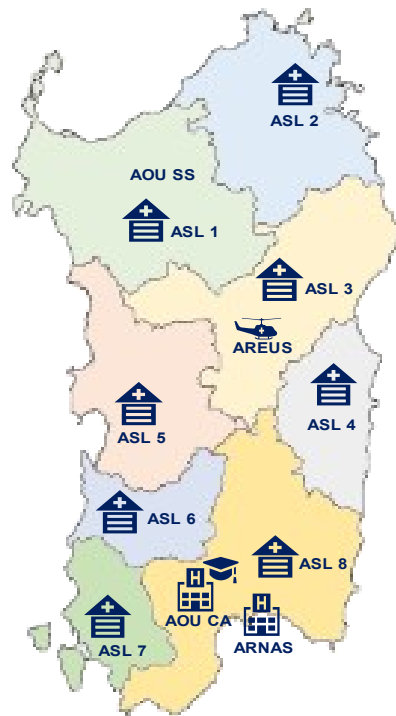 ASL 2
AOU SS
ASL 1
ASL 3
AREUS
ASL 4
ASL 5
ASL 6
ASL 8
H
H
AOU CA
ARNAS
ASL 7